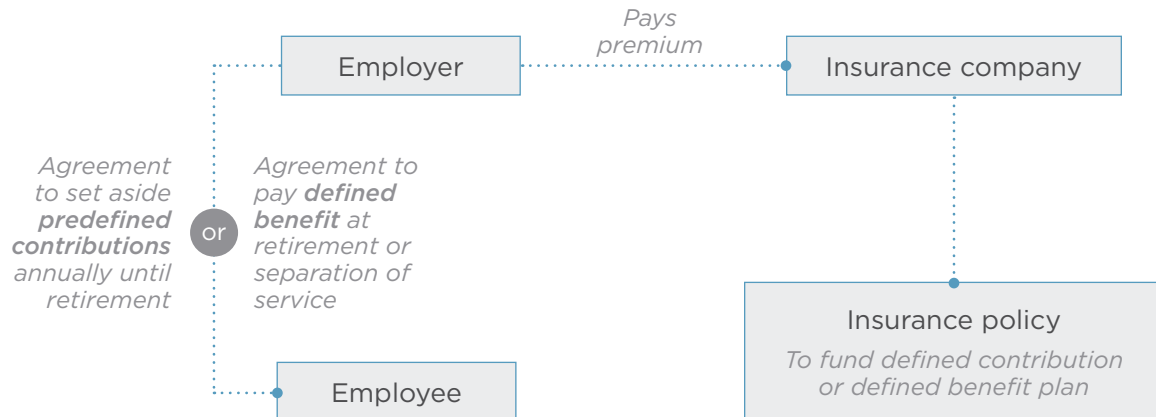 Pays
premium
Employer
Insurance company
Agreement
to set aside
predefined
contributions
annually until
retirement
or
Agreement to
pay defined
benefit at
retirement or
separation of
service
Insurance policy
To fund defined contribution
or defined benefit plan
Employee